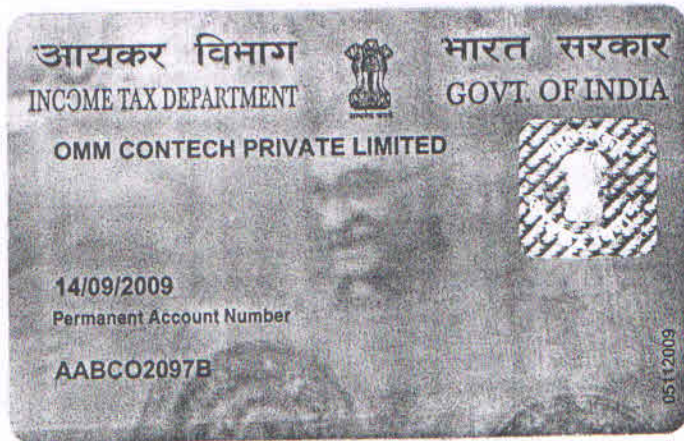 आयकर विभाग
INCOME TAX DEPARTMENT
भारत सरकार
GOVT. OF INDIA
OMM CONTECH PRIVATE LIMITED
14/09/2009
Permanent Account Number
AABCO2097B
05112009